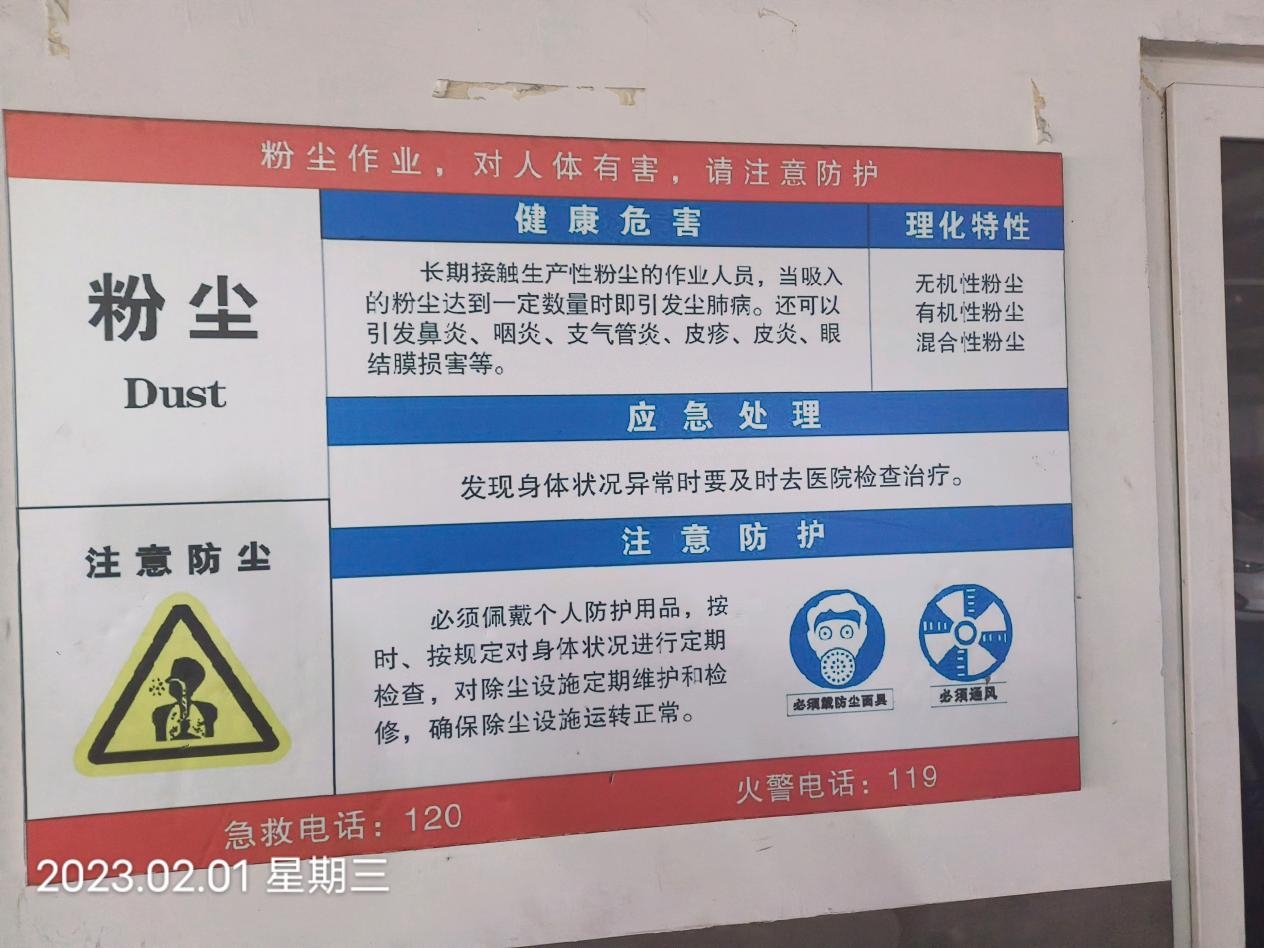 粉尘作业，对人体有害，请注意防护
粉尘
Dust
健康危害
长期接触生产性粉尘的作业人员，当吸入
的粉尘达到一定数量时即引发尘肺病。还可以
引发鼻炎、咽炎、支气管炎、皮疹、皮炎、眼
结膜损害等。
理化特性
无机性粉尘
有机性粉尘
混合性粉尘
应急处理
发现身体状况异常时要及时去医院检查治疗。
注意防尘
注意防护
必须佩戴个人防护用品，按
时、按规定对身体状况进行定期
检查，对除尘设施定期维护和检
修，确保除尘设施运转正常。
必须戴防尘面具
必须通风
急救电话：120
火警电话：119
2023.02.01 星期三